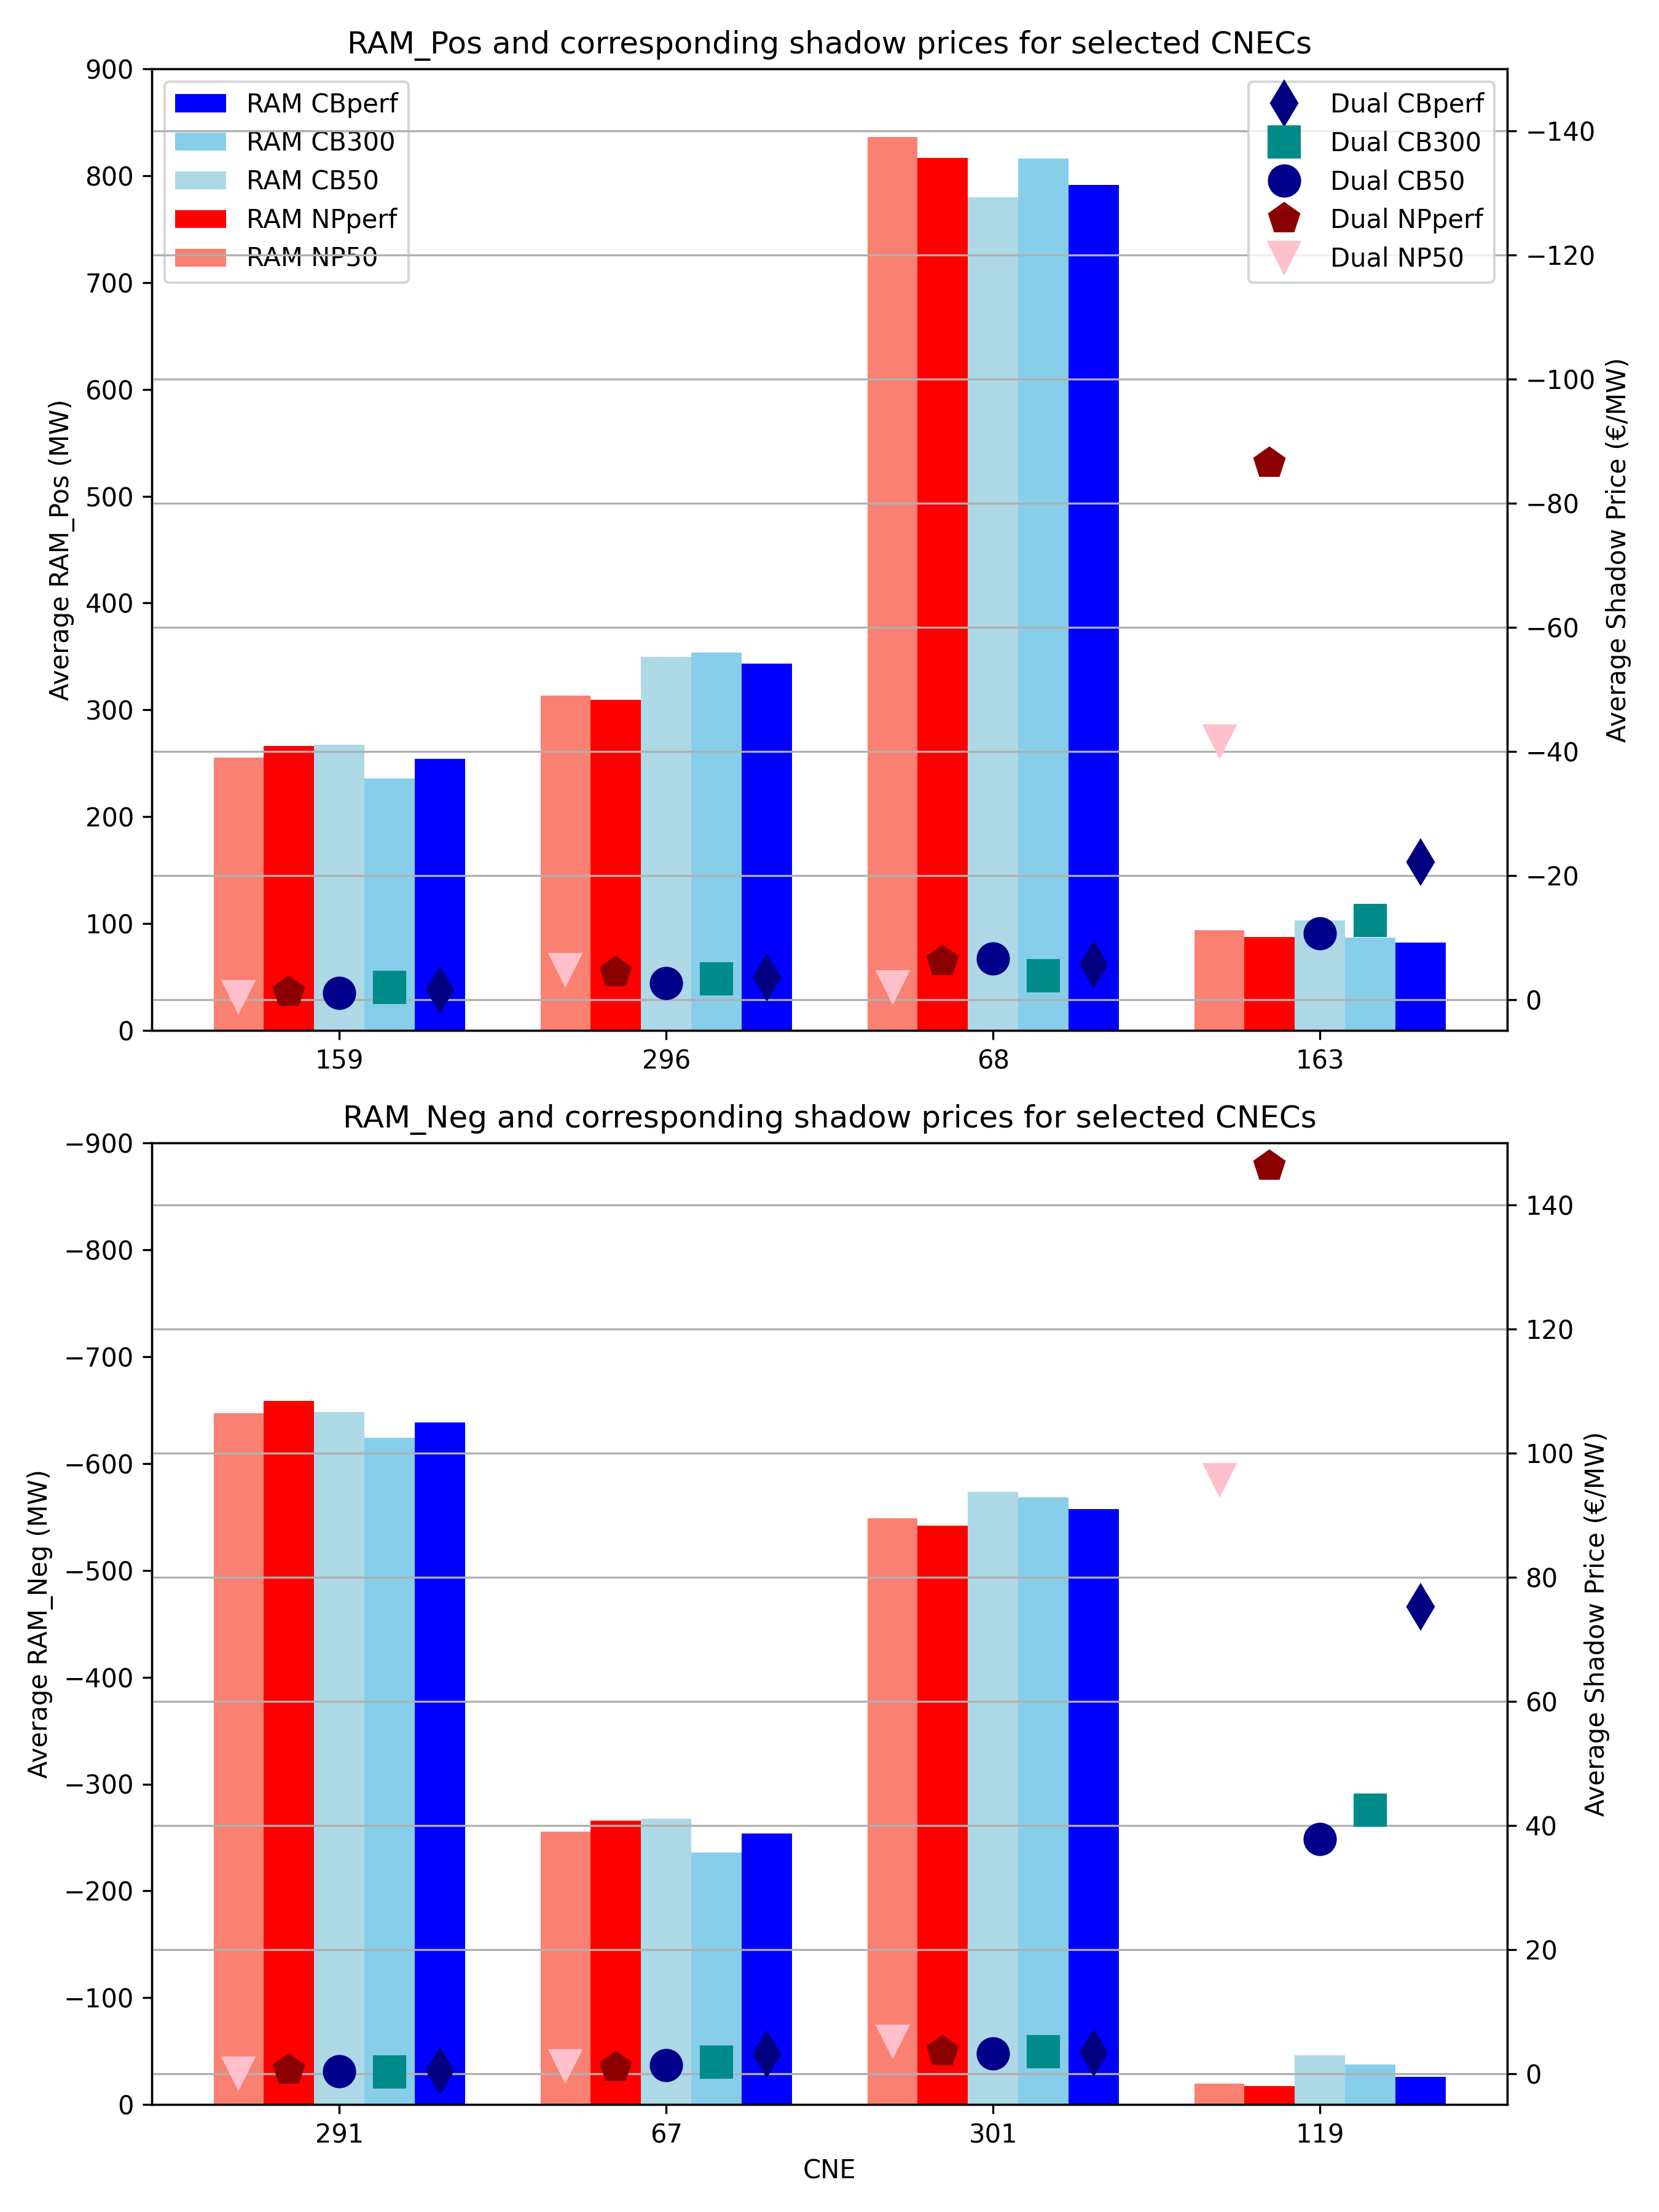 RAM_Pos and corresponding shadow prices for selected CNECs
900
800
700
600
500
400
300
200
100
0
Average RAM_Pos (MW)
RAM CBperf
RAM CB300
RAM CB50
RAM NPperf
RAM NP50
Dual CBperf
Dual CB300
Dual CB50
Dual NPperf
Dual NP50
−140
−120
−100
−80
−60
−40
−20
0
Average Shadow Price (€/MW)
159 296 68 163
RAM_Neg and corresponding shadow prices for selected CNECs
−900
−800
−700
−600
−500
−400
−300
−200
−100
0
Average RAM_Neg (MW)
140
120
100
80
60
40
20
0
Average Shadow Price (€/MW)
291 67 301 119
CNE